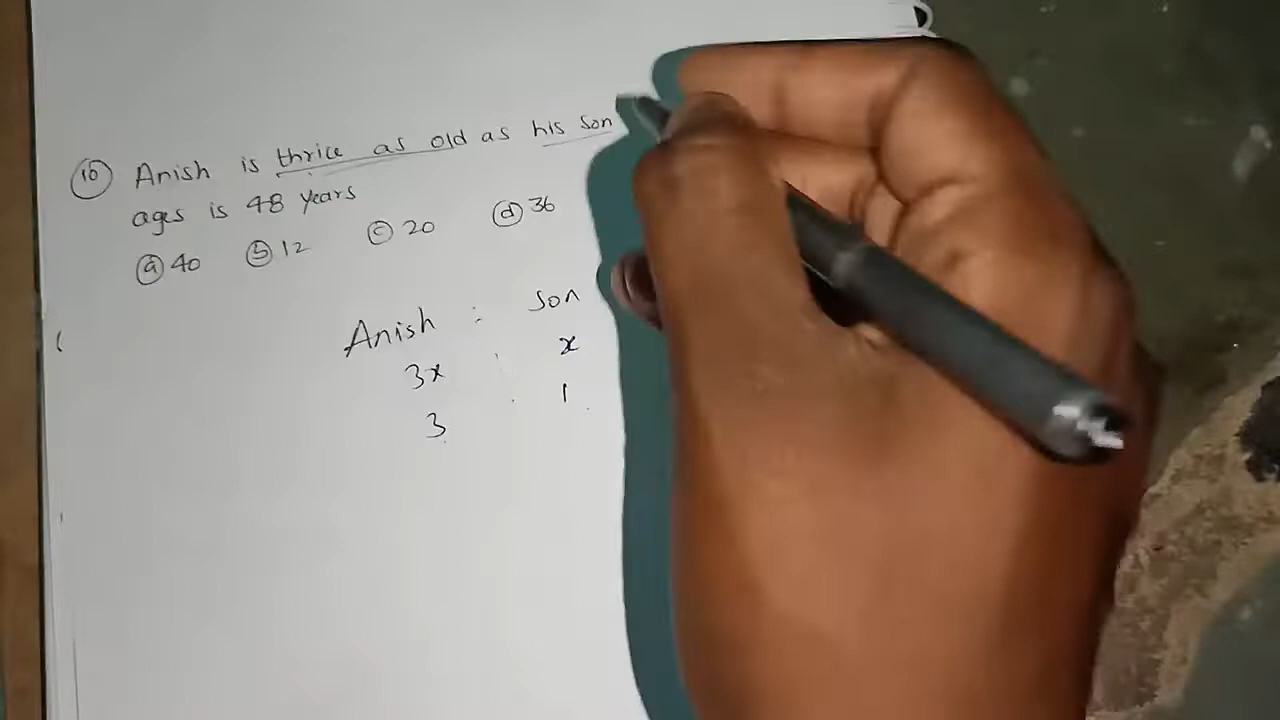 10 Anish is thrice as old as his son
ages is 48 years
a 40 b 12 c 20 d 36
Anish : Son
3x : x
3 : 1